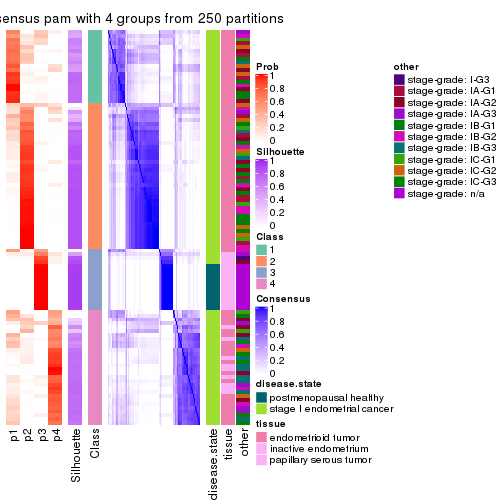 sensus pam with 4 groups from 250 partitions
Prob
1
0.8
0.6
0.4
0.2
0
Silhouette
1
0.8
0.6
0.4
0.2
0
Class
1
2
3
4
Consensus
1
0.8
0.6
0.4
0.2
0
disease.state
postmenopausal healthy
stage I endometrial cancer
tissue
endometrioid tumor
inactive endometrium
papillary serous tumor
other
stage-grade: I-G3
stage-grade: IA-G1
stage-grade: IA-G2
stage-grade: IA-G3
stage-grade: IB-G1
stage-grade: IB-G2
stage-grade: IB-G3
stage-grade: IC-G1
stage-grade: IC-G2
stage-grade: IC-G3
stage-grade: n/a
p1
p2
p3
p4
Silhouette
Class
disease.state
tissue
other